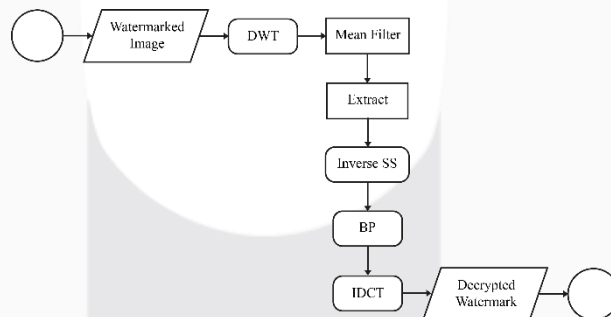 Watermarked
Image
DWT
Mean Filter
Extract
Inverse SS
BP
IDCT
Decrypted
Watermark